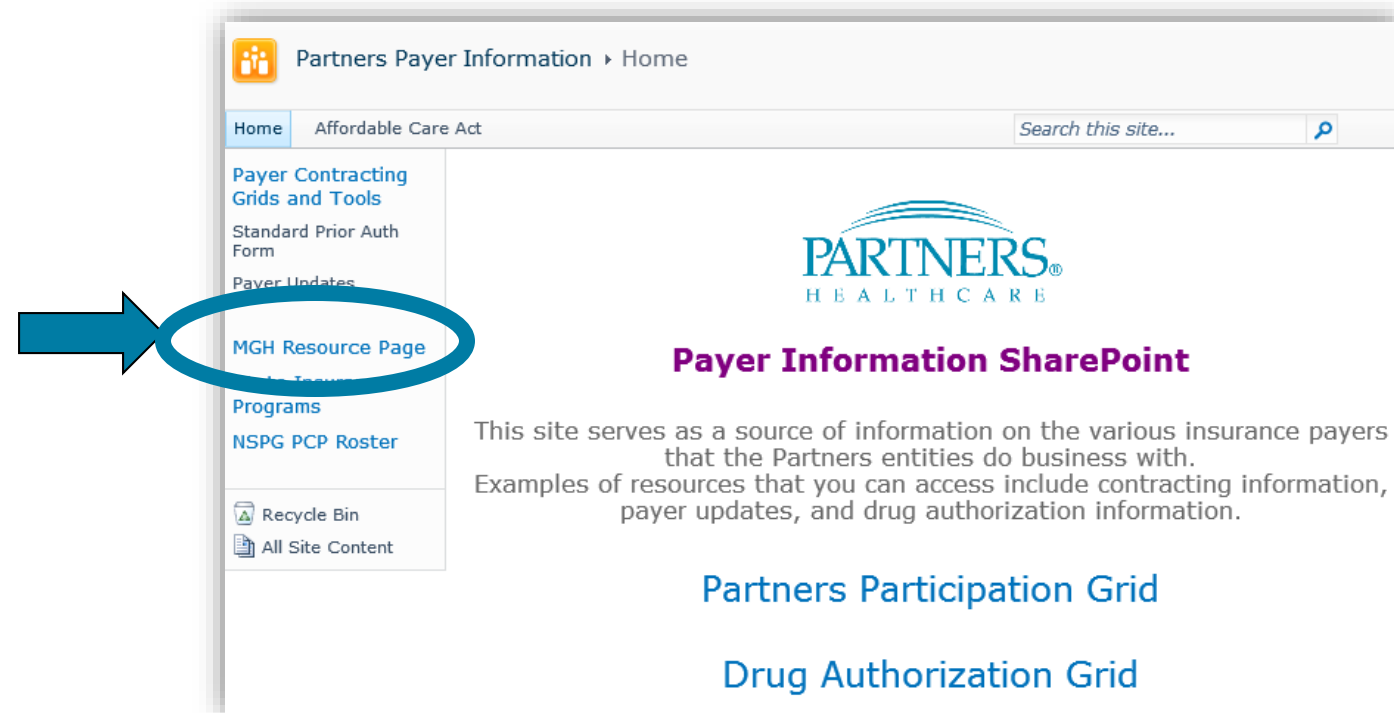 Partners Payer Information ▸ Home
Home Affordable Care Act Search this site...
Payer Contracting
Grids and Tools
Standard Prior Auth
Form
Payer Updates
MGH Resource Page
Programs
NSPG PCP Roster
Recycle Bin
All Site Content
PARTNERS®
HEALTHCARE
Payer Information SharePoint
This site serves as a source of information on the various insurance payers
that the Partners entities do business with.
Examples of resources that you can access include contracting information,
payer updates, and drug authorization information.
Partners Participation Grid
Drug Authorization Grid